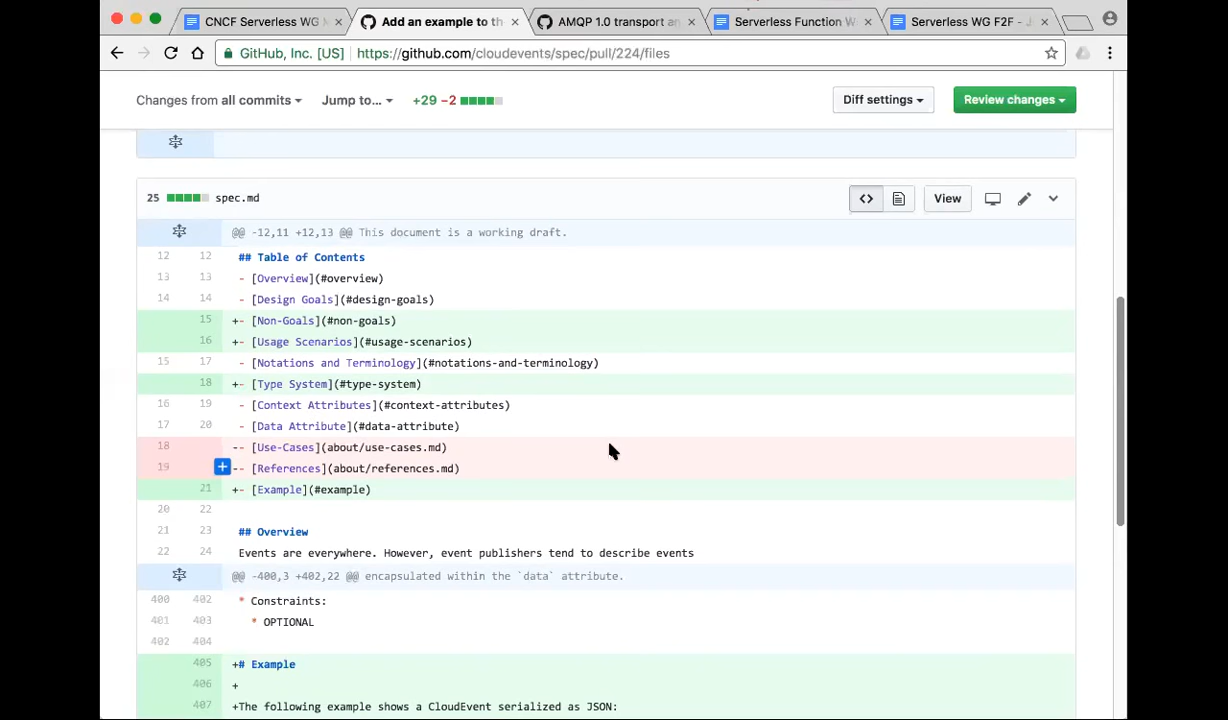 CNCF Serverless WG M
Add an example to th
AMQP 1.0 transport an
Serverless Function W
Serverless WG F2F - J
GitHub, Inc. [US] https://github.com/cloudevents/spec/pull/224/files
Changes from all commits Jump to... +29 −2 Diff settings Review changes
25 spec.md View
@@ -12,11 +12,13 @@ This document is a working draft.
12 12 ## Table of Contents
13 13 - [Overview](#overview)
14 14 - [Design Goals](#design-goals)
15 +- [Non-Goals](#non-goals)
16 +- [Usage Scenarios](#usage-scenarios)
15 17 - [Notations and Terminology](#notations-and-terminology)
18 +- [Type System](#type-system)
16 19 - [Context Attributes](#context-attributes)
17 20 - [Data Attribute](#data-attribute)
18 -- [Use-Cases](about/use-cases.md)
19 + -- [References](about/references.md)
21 +- [Example](#example)
20 22
21 23 ## Overview
22 24 Events are everywhere. However, event publishers tend to describe events
@@ -400,3 +402,22 @@ encapsulated within the `data` attribute.
400 402 * Constraints:
401 403 * OPTIONAL
402 404
405 +# Example
406 +
407 +The following example shows a CloudEvent serialized as JSON: